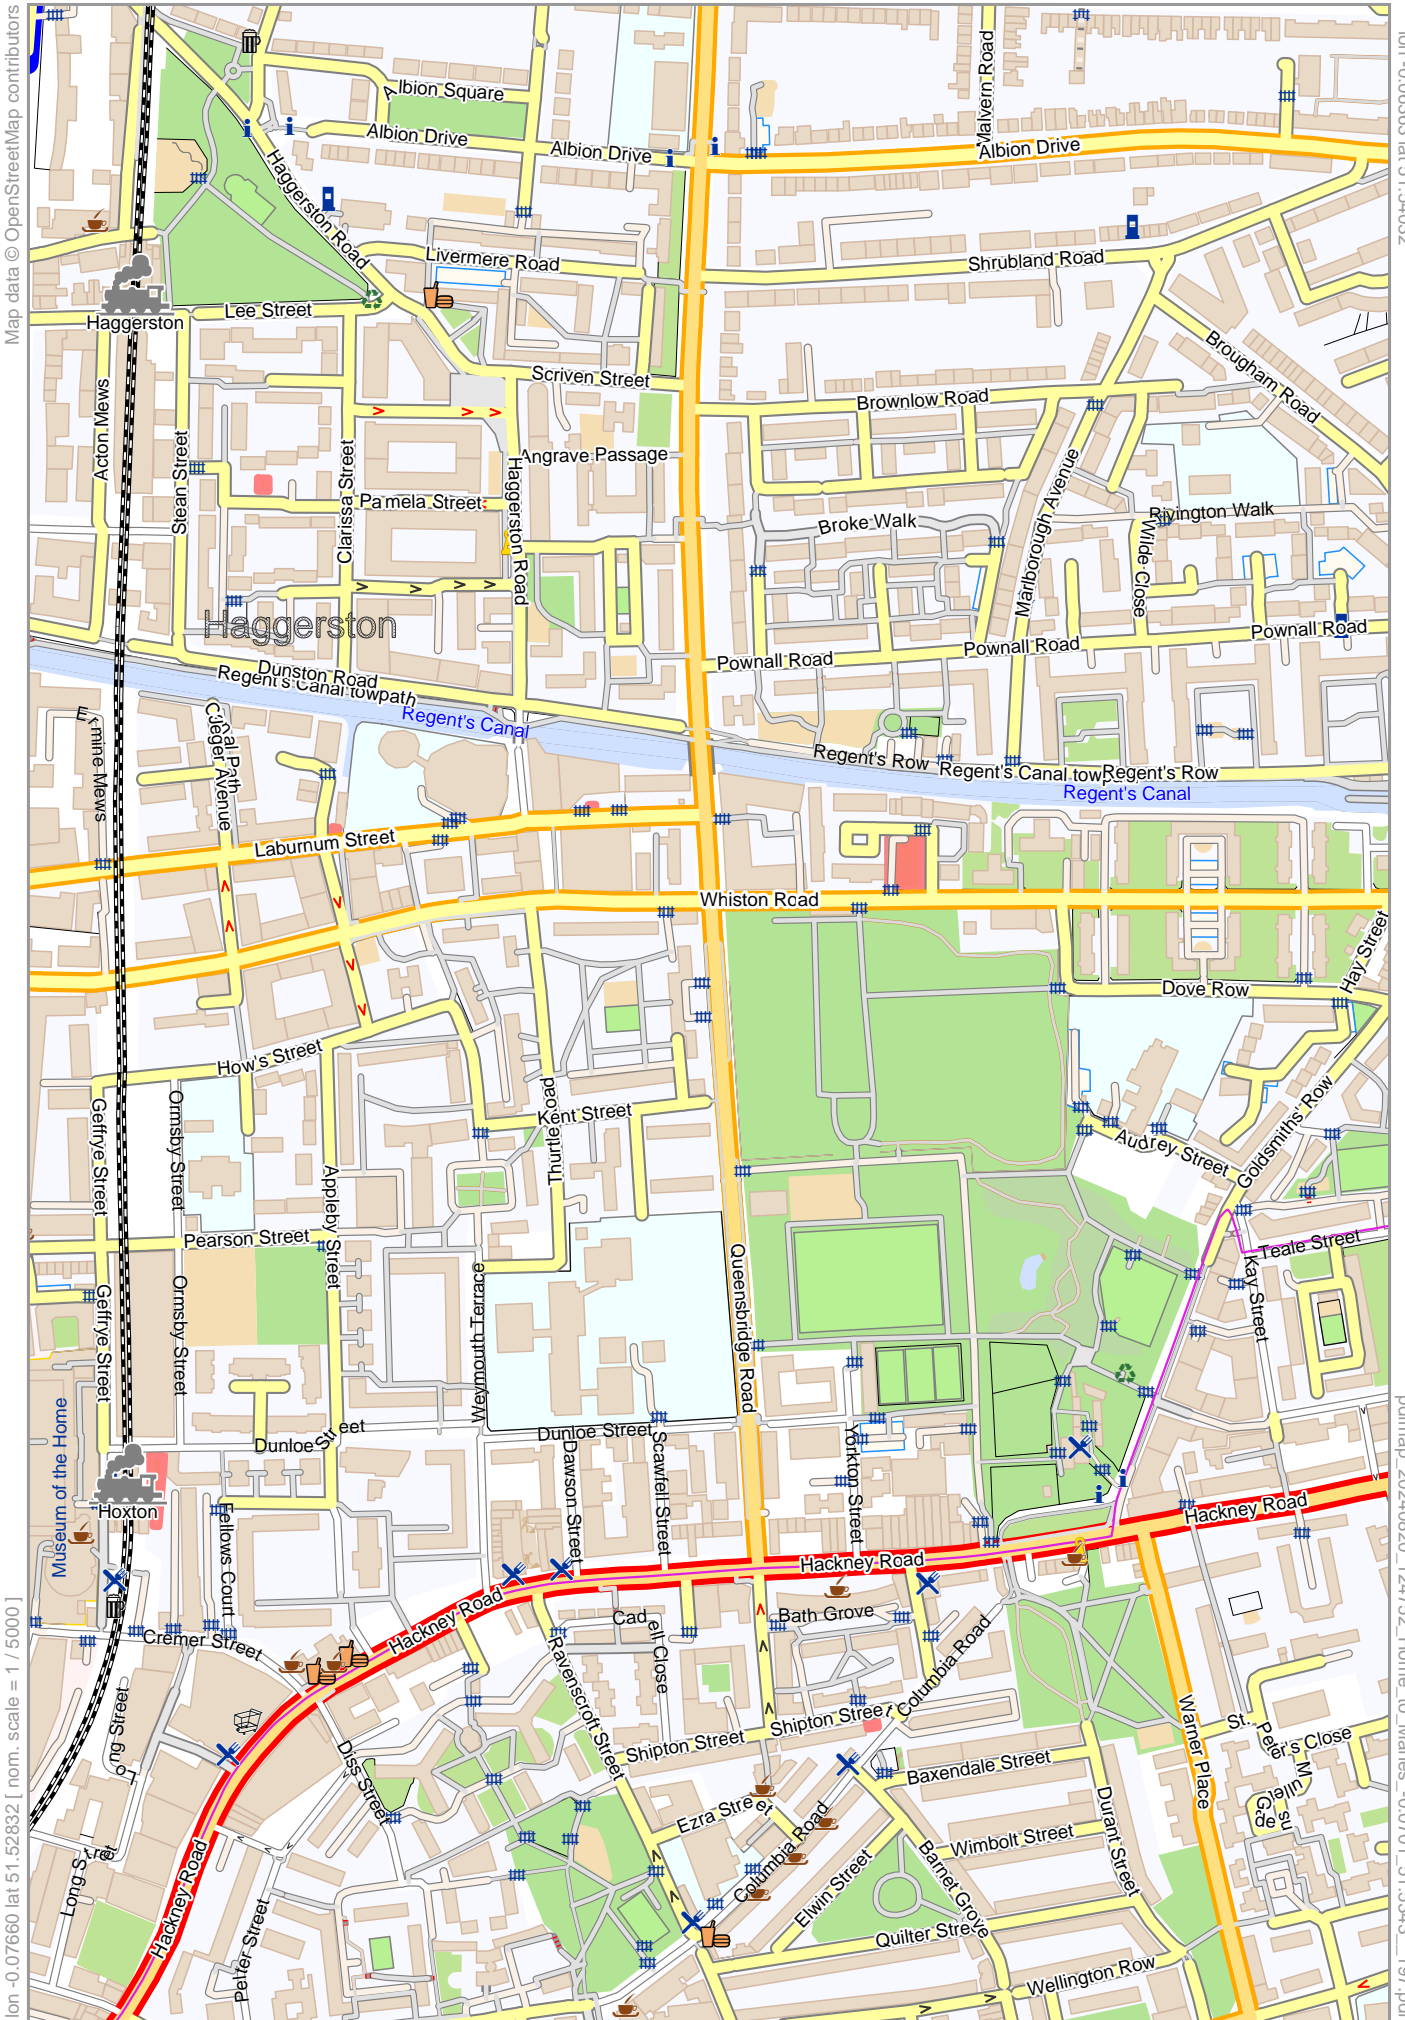 Map data © OpenStreetMap contributors
Malvern Road
Albion Square
Albion Drive
Albion Drive
Albion Drive
Haggerston Road
Livermere Road
Shrubland Road
Lee Street
Haggerston
Scriven Street
Brougham Road
Brownlow Road
Acton Mews
Stean Street
Clarissa Street
Angrave Passage
Haggerston Road
Pamela Street
Marlborough Avenue
Broke Walk
Rivington Walk
Wilde Close
Haggerston
Pownall Road
Pownall Road
Pownall Road
Dunston Road
Regent's Canal towpath
Regent's Canal
Ermine Mews
Canal Path
Cleeger Avenue
Regent's Row
Regent's Canal tow
Regent's Row
Regent's Canal
Laburnum Street
Whiston Road
Hay Street
Dove Row
How's Street
Geffrye Street
Ormsby Street
Thurtle Road
Kent Street
Goldsmiths' Row
Audrey Street
Appleby Street
Pearson Street
Teale Street
Kay Street
Geffrye Street
Ormsby Street
Weymouth Terrace
Queensbridge Road
Museum of the Home
Dunloe Street
Dunloe Street
Dawson Street
Scawfell Street
Yorkton Street
Hoxton
Fellows Court
Hackney Road
Hackney Road
Hackney Road
Cadell Close
Bath Grove
Columbia Road
Cremer Street
Ravenscroft Street
Long Street
Shipton Street
Shipton Street
Warner Place
St. Peter's Close
Diss Street
Baxendale Street
Durant Street
Ezra Street
Columbia Road
Wimbolt Street
Barnet Grove
Elwin Street
Long Street
Hackney Road
Pelter Street
Quilter Street
Wellington Row
lon -0.07660 lat 51.52832 [ nom. scale = 1 / 5000 ]